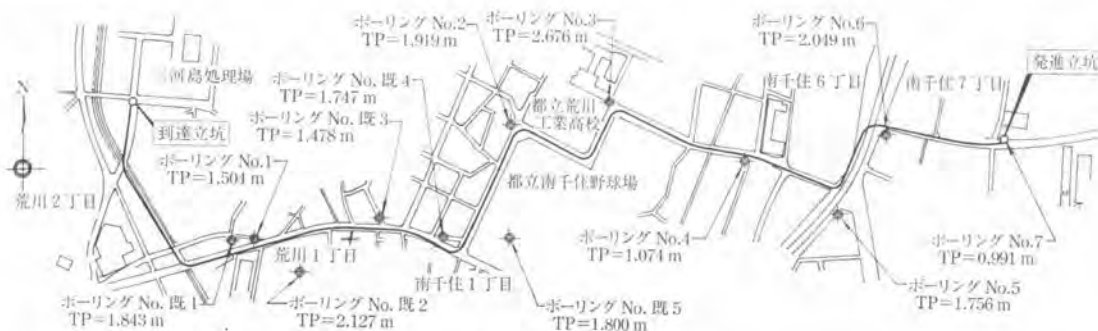 ボーリング No.2
TP=1.919 m
ボーリング No.3
TP=2.676 m
ボーリング No.6
TP=2.049 m
発進立坑
三河島処理場
ボーリング No. 既 4
TP=1.747 m
南千住 6 丁目
南千住 7 丁目
N
都立荒川
工業高校
到達立坑
ボーリング No. 既 3
TP=1.478 m
ボーリング No.1
TP=1.504 m
都立南千住野球場
荒川 2 丁目
荒川 1 丁目
南千住 1 丁目
ボーリング No.4
TP=1.074 m
ボーリング No.7
TP=0.991 m
ボーリング No. 既 1
TP=1.843 m
ボーリング No. 既 2
TP=2.127 m
ボーリング No. 既 5
TP=1.800 m
ボーリング No.5
TP=1.756 m